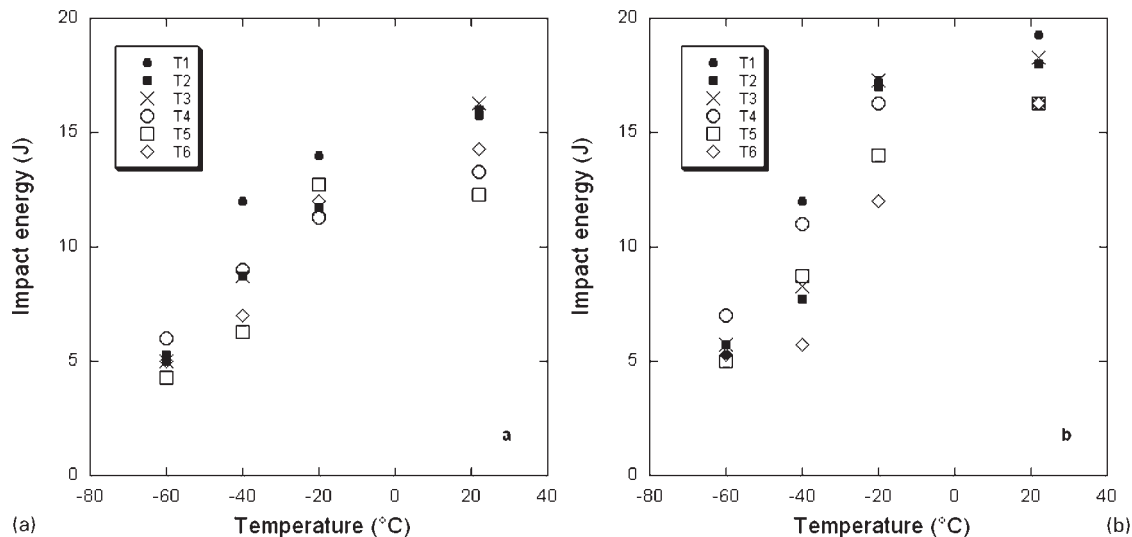 20
15
10
5
0
Impact energy (J)
T1
T2
T3
T4
T5
T6
a
-80 -60 -40 -20 0 20 40
Temperature (°C)
(a)
20
15
10
5
0
Impact energy (J)
T1
T2
T3
T4
T5
T6
b
-80 -60 -40 -20 0 20 40
Temperature (°C)
(b)